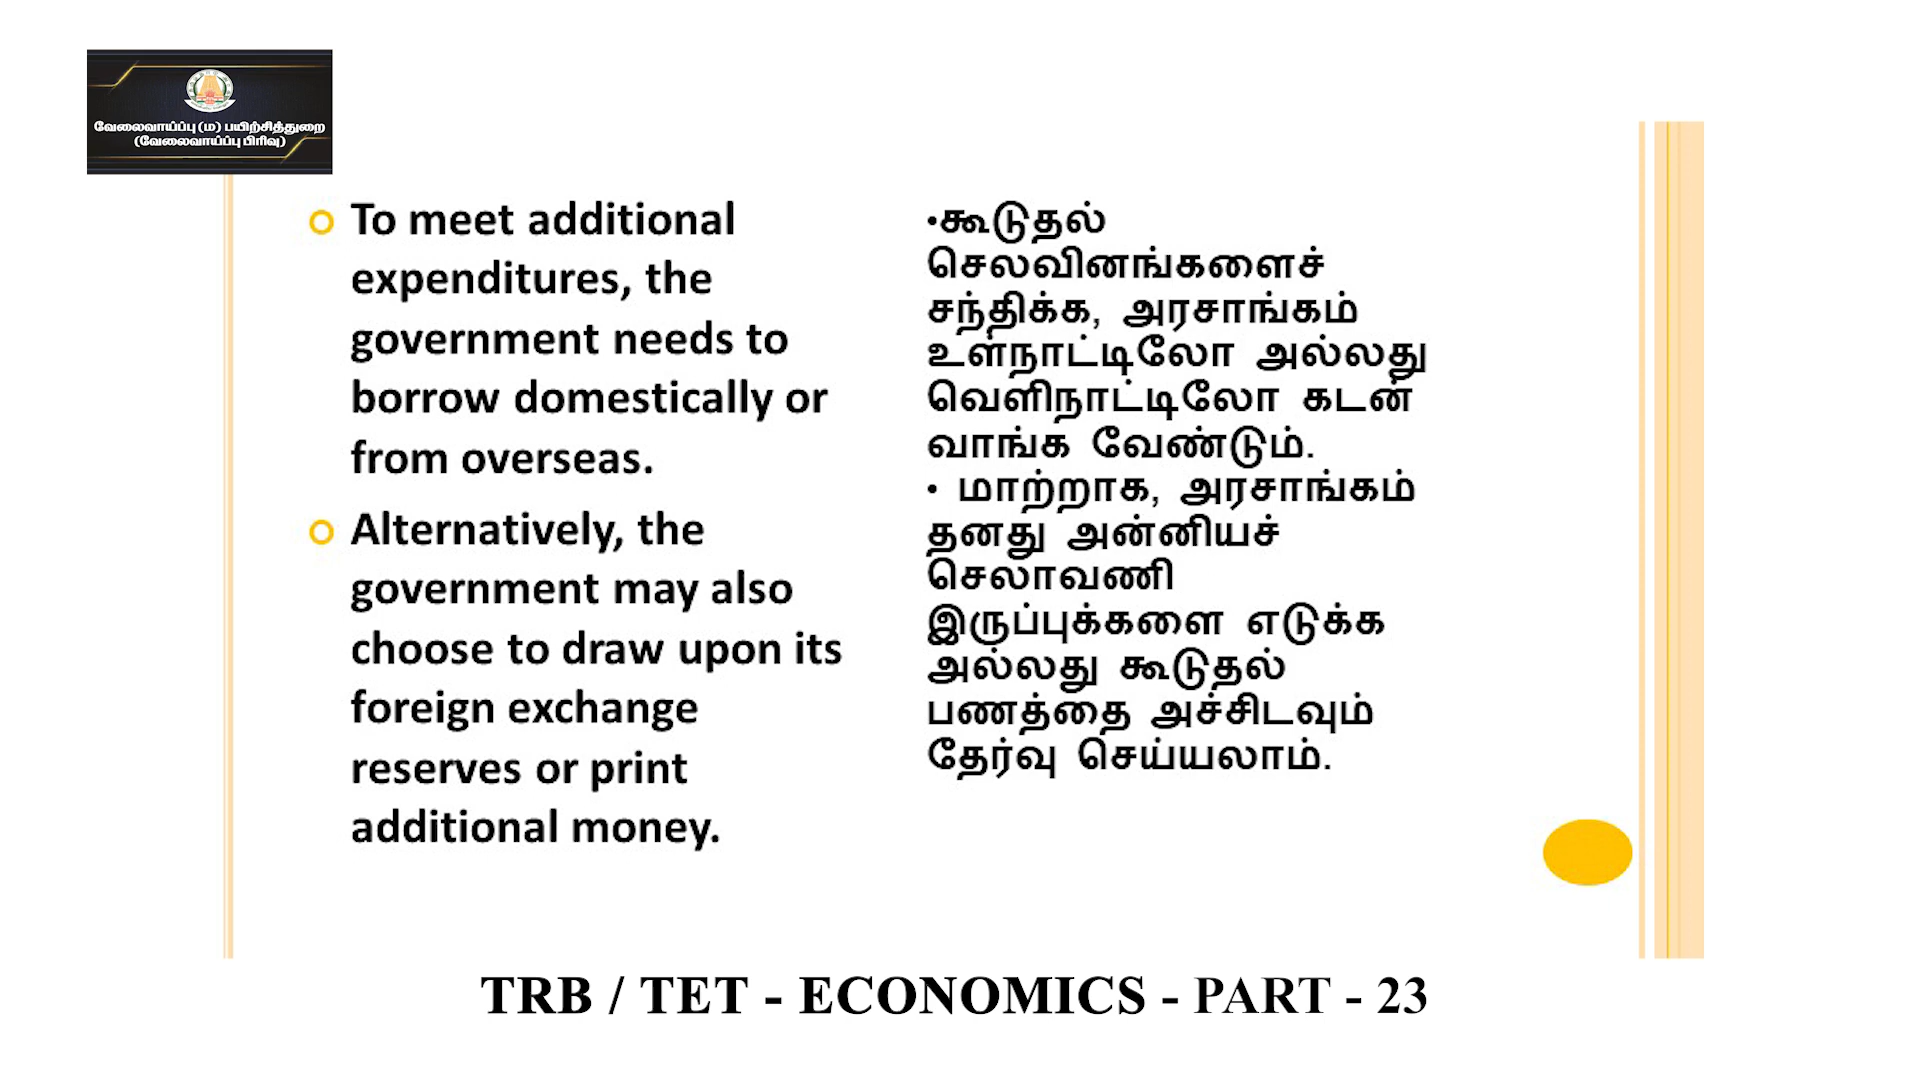 வேலைவாய்ப்பு (ம) பயிற்சித்துறை
(வேலைவாய்ப்பு பிரிவு)
To meet additional
expenditures, the
government needs to
borrow domestically or
from overseas.
Alternatively, the
government may also
choose to draw upon its
foreign exchange
reserves or print
additional money.
•கூடுதல்
செலவினங்களைச்
சந்திக்க, அரசாங்கம்
உள்நாட்டிலோ அல்லது
வெளிநாட்டிலோ கடன்
வாங்க வேண்டும்.
• மாற்றாக, அரசாங்கம்
தனது அன்னியச்
செலாவணி
இருப்புக்களை எடுக்க
அல்லது கூடுதல்
பணத்தை அச்சிடவும்
தேர்வு செய்யலாம்.
TRB / TET - ECONOMICS - PART - 23